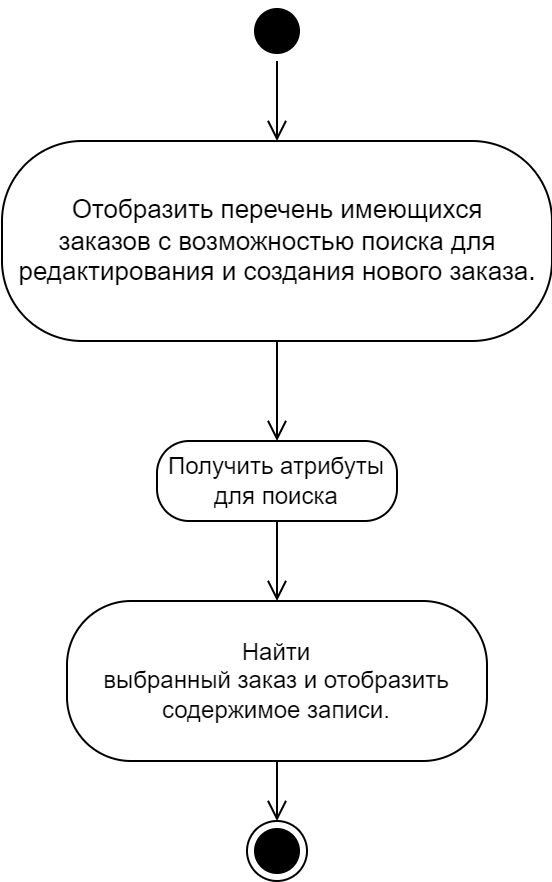 Отобразить перечень имеющихся
заказов с возможностью поиска для
редактирования и создания нового заказа.
Получить атрибуты
для поиска
Найти
выбранный заказ и отобразить
содержимое записи.